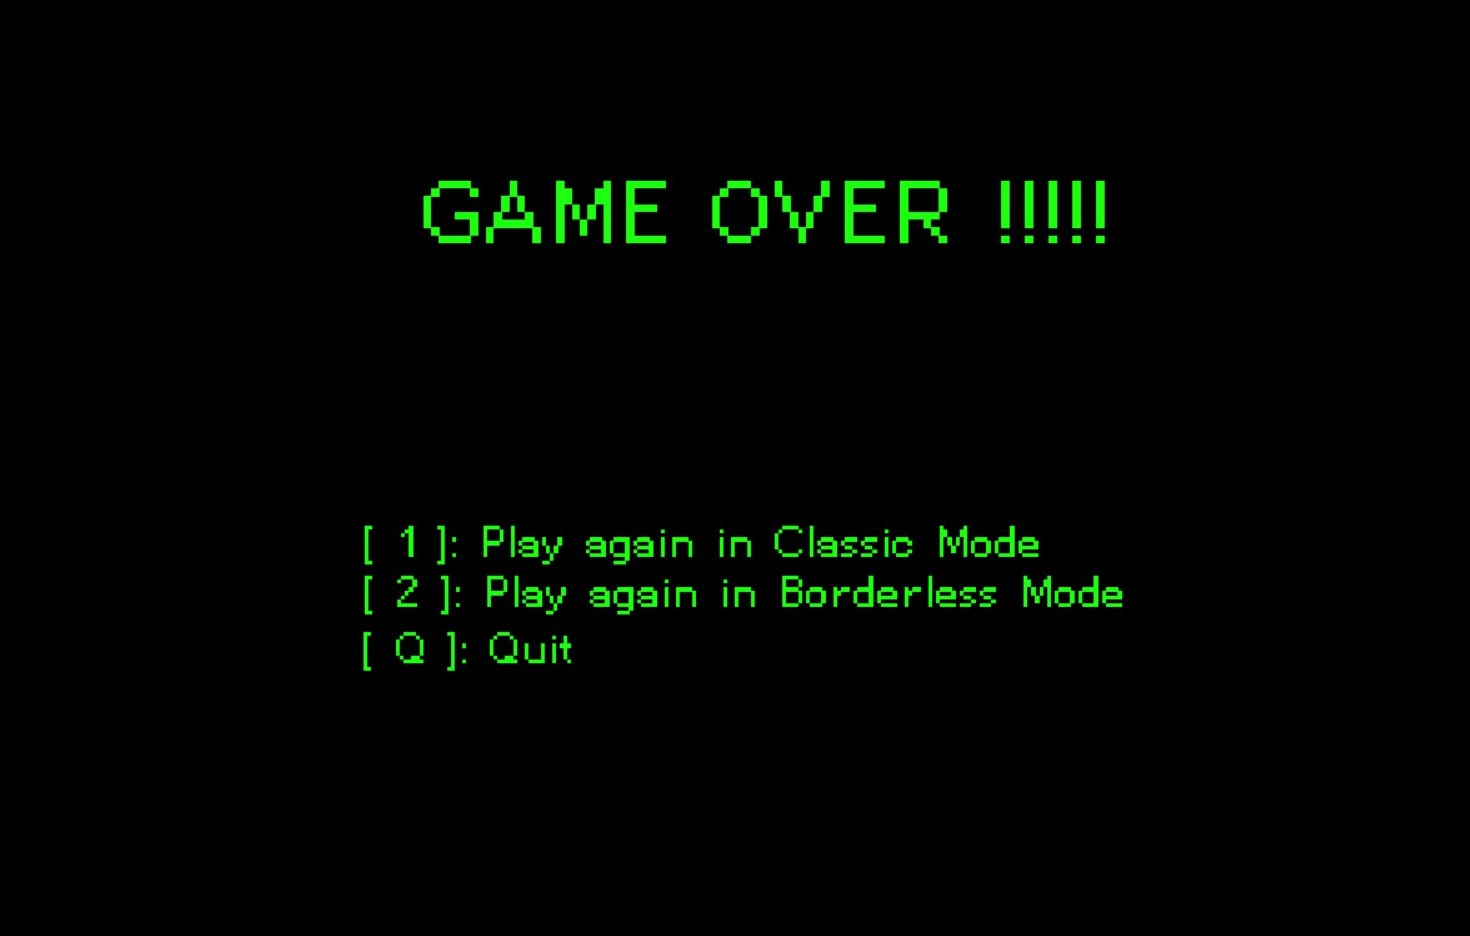 GAME OVER !!!!!
[ 1 ]: Play again in Classic Mode
[ 2 ]: Play again in Borderless Mode
[ Q ]: Quit